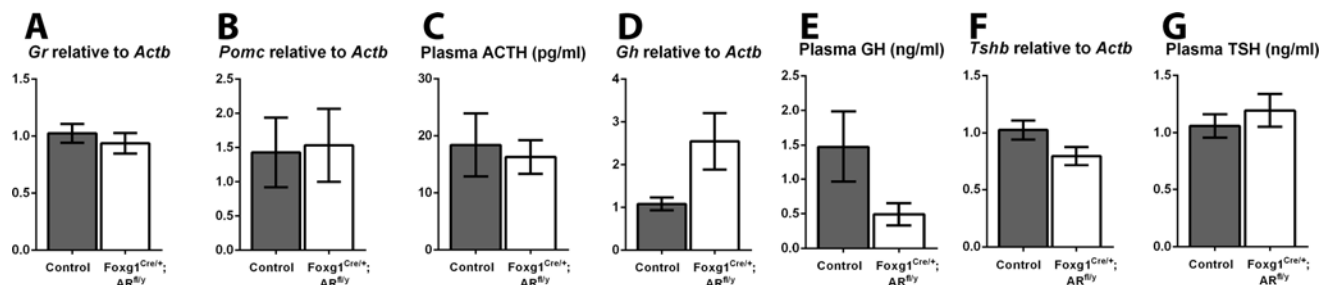 A
Gr relative to Actb
1.5
1.0
0.5
0.0
Control
Foxg1Cre/+;
ARfl/y
B
Pomc relative to Actb
2.5
2.0
1.5
1.0
0.5
0.0
Control
Foxg1Cre/+;
ARfl/y
C
Plasma ACTH (pg/ml)
30
20
10
0
Control
Foxg1Cre/+;
ARfl/y
D
Gh relative to Actb
4
3
2
1
0
Control
Foxg1Cre/+;
ARfl/y
E
Plasma GH (ng/ml)
2.5
2.0
1.5
1.0
0.5
0.0
Control
Foxg1Cre/+;
ARfl/y
F
Tshb relative to Actb
1.5
1.0
0.5
0.0
Control
Foxg1Cre/+;
ARfl/y
G
Plasma TSH (ng/ml)
1.5
1.0
0.5
0.0
Control
Foxg1Cre/+;
ARfl/y